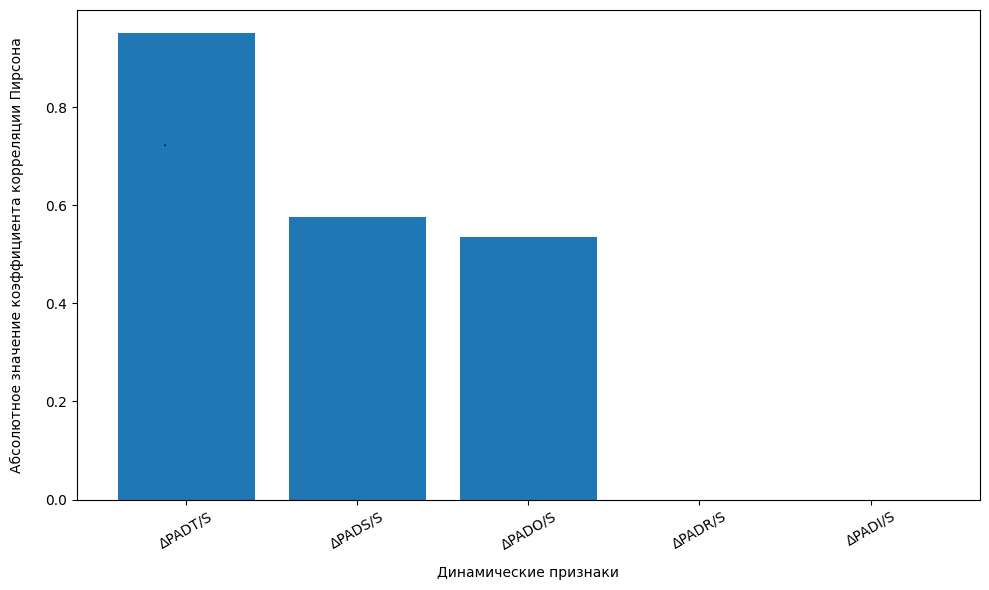 Абсолютное значение коэффициента корреляции Пирсона
0.8
0.6
0.4
0.2
0.0
ΔPADT/S
ΔPADS/S
ΔPADO/S
ΔPADR/S
ΔPADI/S
Динамические признаки